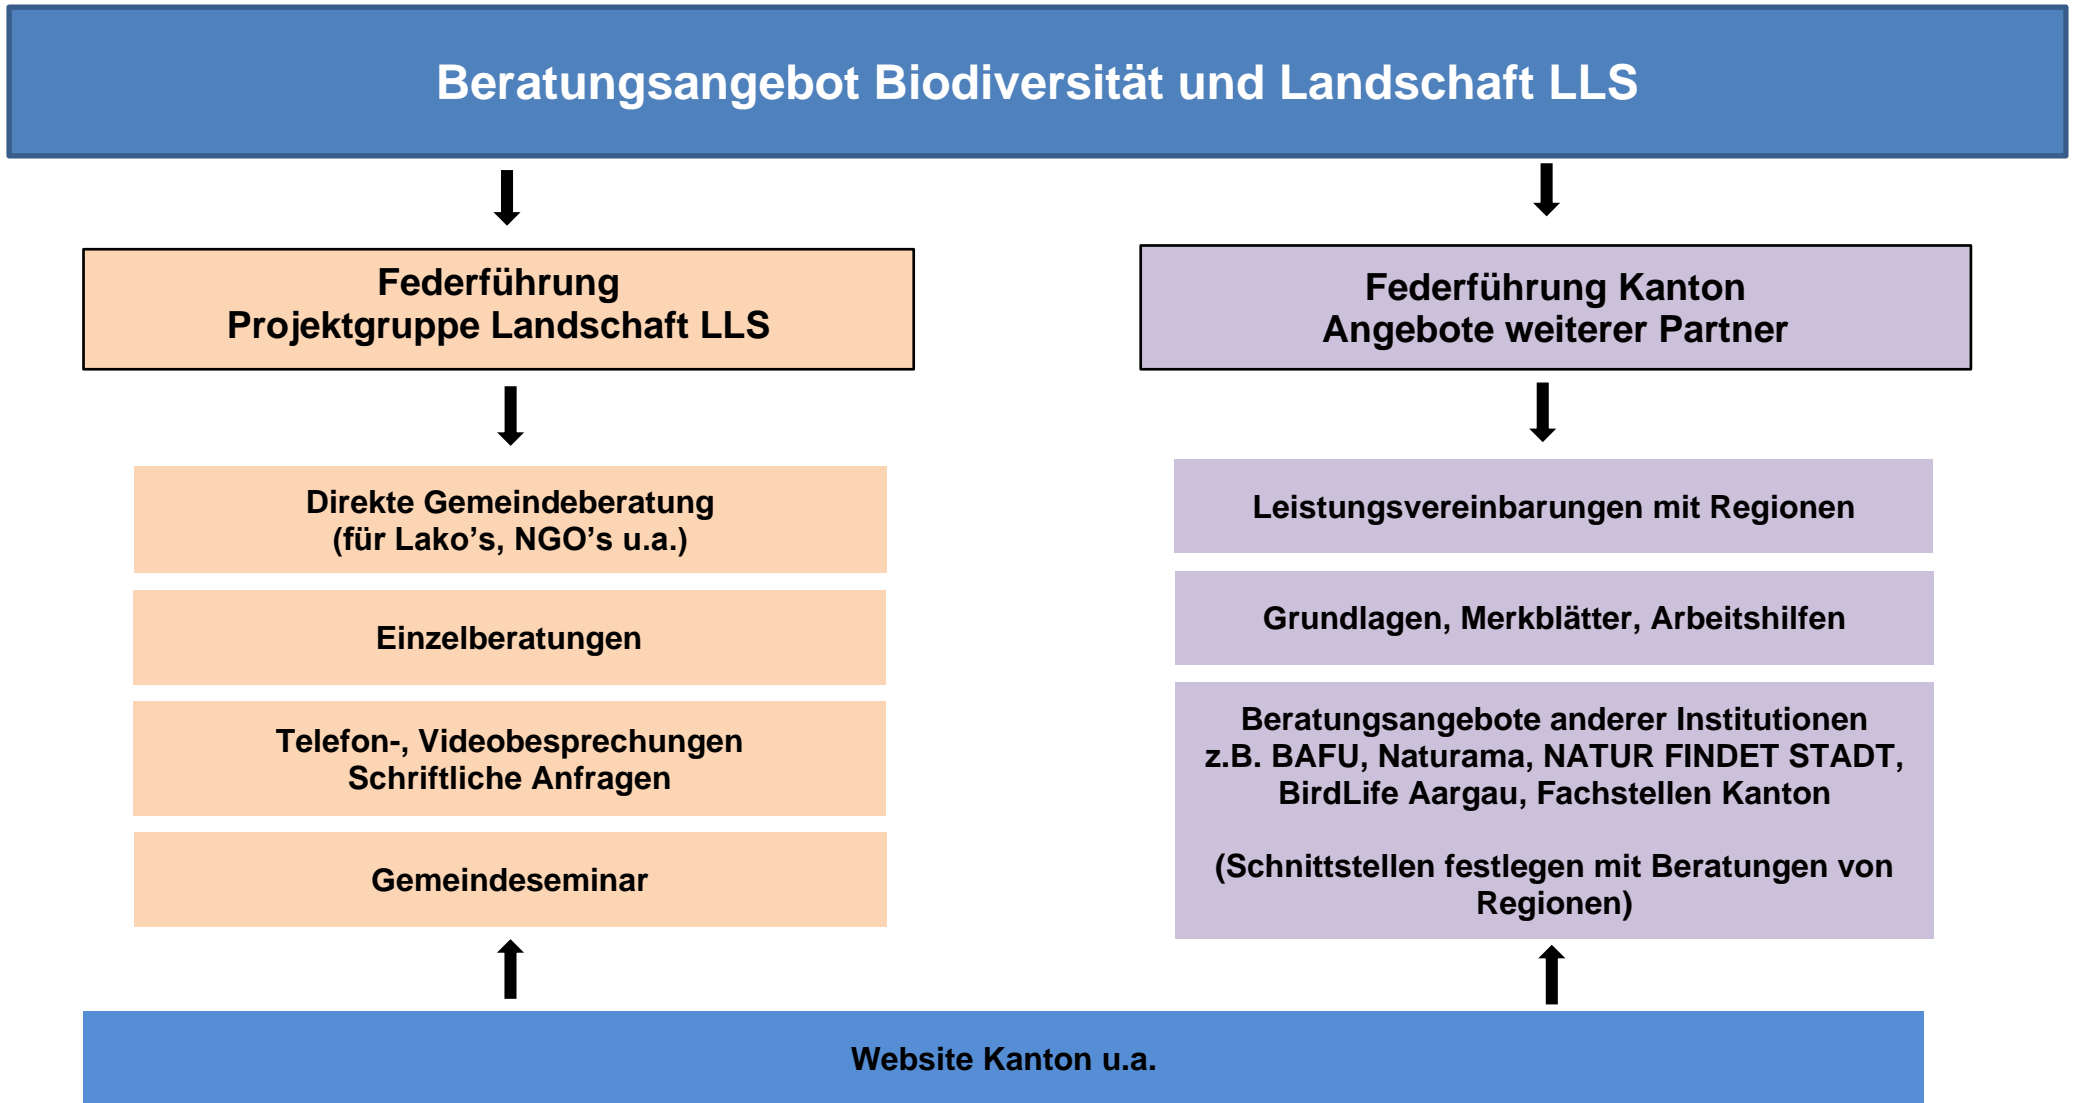 Beratungsangebot Biodiversität und Landschaft LLS
Federführung
Projektgruppe Landschaft LLS
Direkte Gemeindeberatung
(für Lako’s, NGO’s u.a.)
Einzelberatungen
Telefon-, Videobesprechungen
Schriftliche Anfragen
Gemeindeseminar
Federführung Kanton
Angebote weiterer Partner
Leistungsvereinbarungen mit Regionen
Grundlagen, Merkblätter, Arbeitshilfen
Beratungsangebote anderer Institutionen
z.B. BAFU, Naturama, NATUR FINDET STADT,
BirdLife Aargau, Fachstellen Kanton
(Schnittstellen festlegen mit Beratungen von
Regionen)
Website Kanton u.a.